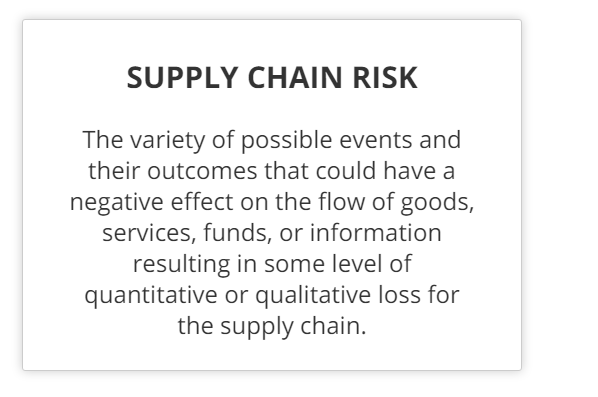 SUPPLY CHAIN RISK
The variety of possible events and
their outcomes that could have a
negative effect on the flow of goods,
services, funds, or information
resulting in some level of
quantitative or qualitative loss for
the supply chain.